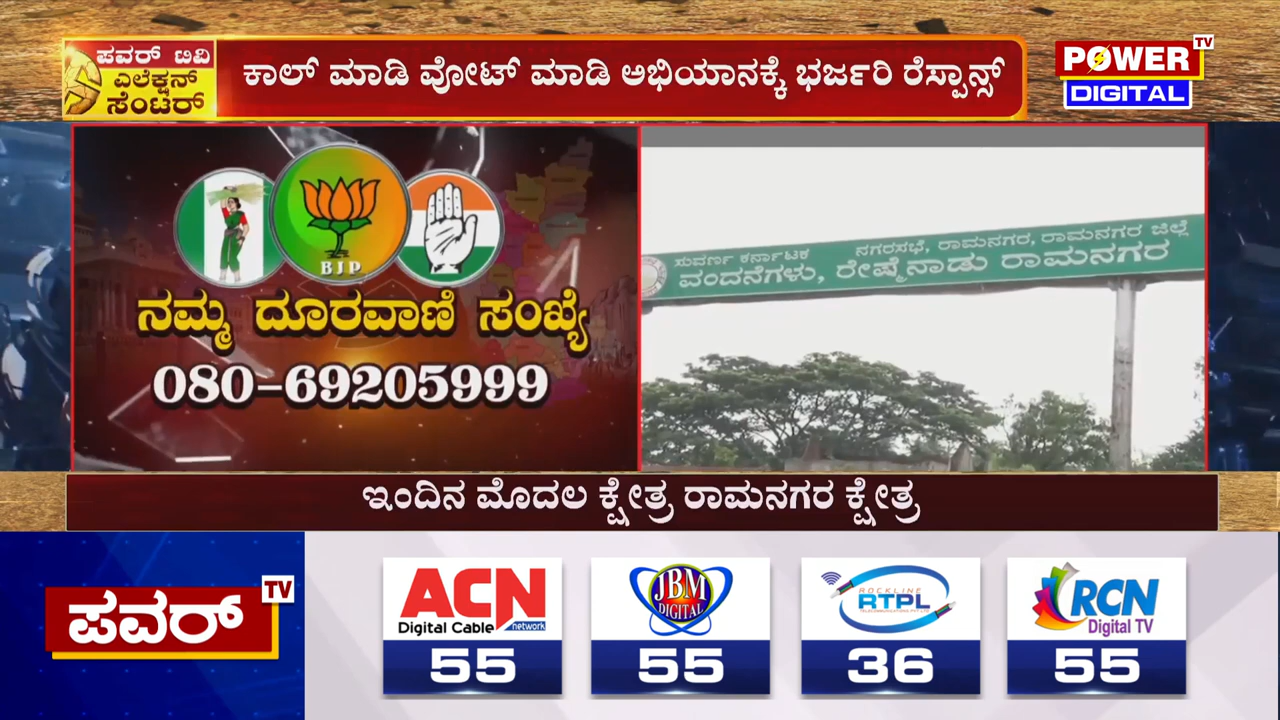 ಪವರ್ ಟಿವಿ
ಎಲೆಕ್ಷನ್
ಸೆಂಟರ್
ಕಾಲ್ ಮಾಡಿ ವೋಟ್ ಮಾಡಿ ಅಭಿಯಾನಕ್ಕೆ ಭರ್ಜರಿ ರೆಸ್ಪಾನ್ಸ್
POWER TV
DIGITAL
BJP
ನಮ್ಮ ದೂರವಾಣಿ ಸಂಖ್ಯೆ
080-69205999
ಸುವರ್ಣ ಕರ್ನಾಟಕ ನಗರಸಭೆ, ರಾಮನಗರ, ರಾಮನಗರ ಜಿಲ್ಲೆ
ವಂದನೆಗಳು, ರೇಷ್ಮೆನಾಡು ರಾಮನಗರ
ಇಂದಿನ ಮೊದಲ ಕ್ಷೇತ್ರ ರಾಮನಗರ ಕ್ಷೇತ್ರ
ಪವರ್ TV
ACN
Digital Cable network
55
JBM
DIGITAL
55
ROCKLINE
RTPL
36
RCN
Digital TV
55